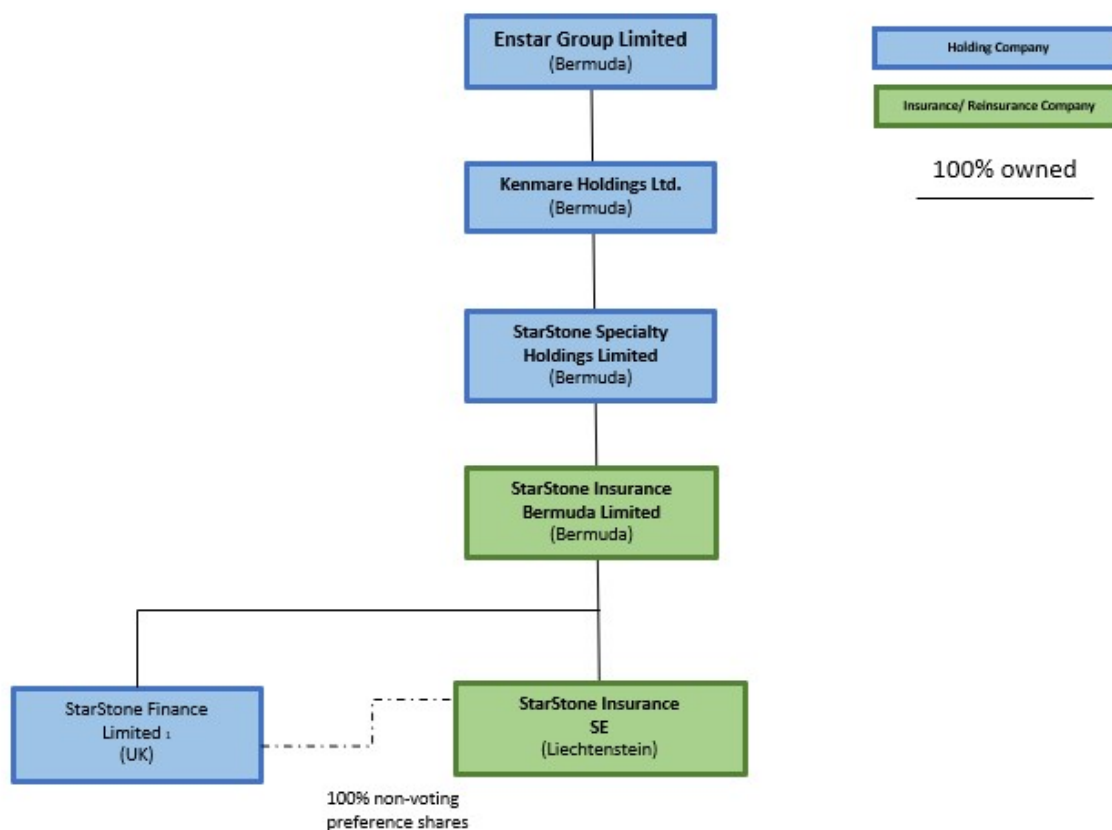 Enstar Group Limited
(Bermuda)
Holding Company
Insurance/ Reinsurance Company
100% owned
Kenmare Holdings Ltd.
(Bermuda)
StarStone Specialty
Holdings Limited
(Bermuda)
StarStone Insurance
Bermuda Limited
(Bermuda)
StarStone Finance
Limited 1
(UK)
StarStone Insurance
SE
(Liechtenstein)
100% non-voting
preference shares